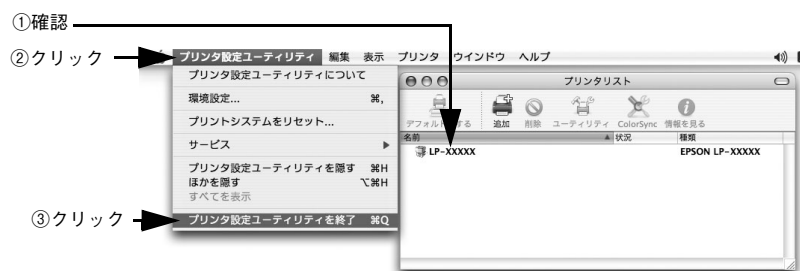 ①確認
②クリック
プリンタ設定ユーティリティ 編集 表示 プリンタ ウインドウ ヘルプ
プリンタ設定ユーティリティについて
環境設定... ⌘,
プリントシステムをリセット...
サービス ▶
プリンタ設定ユーティリティを隠す ⌘H
ほかを隠す ⌥⌘H
すべてを表示
③クリック
プリンタ設定ユーティリティを終了 ⌘Q
プリンタリスト
デフォルト する 追加 削除 ユーティリティ ColorSync 情報を見る
名前 ▲ 状況 種類
LP-XXXXX EPSON LP-XXXXX